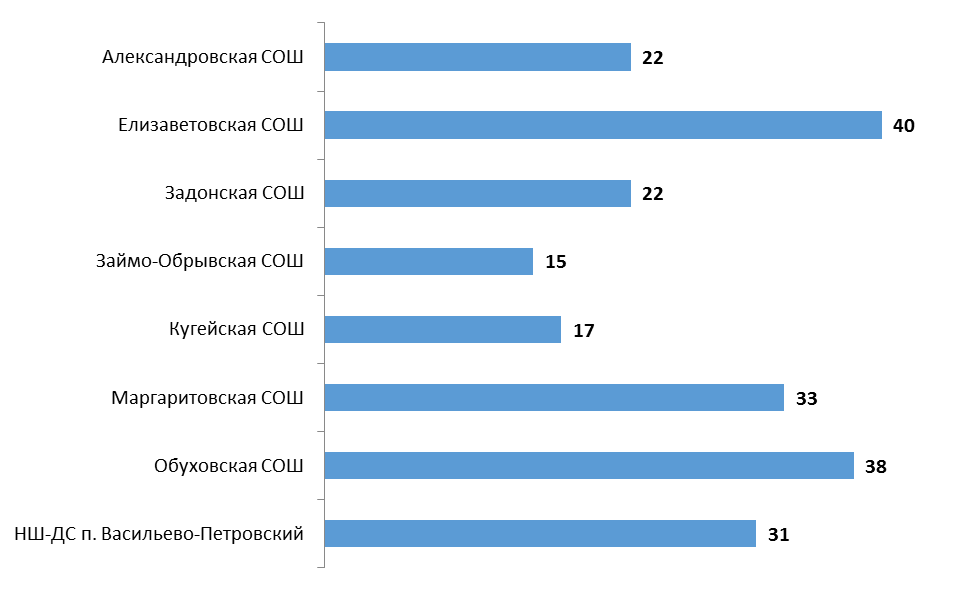 Александровская СОШ 22
Елизаветовская СОШ 40
Задонская СОШ 22
Займо-Обрывская СОШ 15
Кугейская СОШ 17
Маргаритовская СОШ 33
Обуховская СОШ 38
НШ-ДС п. Васильево-Петровский 31